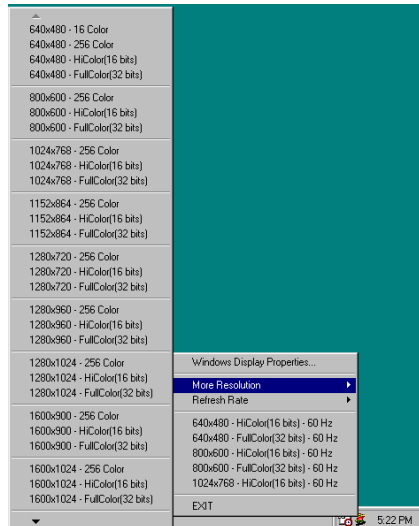 640x480 - 16 Color
640x480 - 256 Color
640x480 - HiColor(16 bits)
640x480 - FullColor(32 bits)
800x600 - 256 Color
800x600 - HiColor(16 bits)
800x600 - FullColor(32 bits)
1024x768 - 256 Color
1024x768 - HiColor(16 bits)
1024x768 - FullColor(32 bits)
1152x864 - 256 Color
1152x864 - HiColor(16 bits)
1152x864 - FullColor(32 bits)
1280x720 - 256 Color
1280x720 - HiColor(16 bits)
1280x720 - FullColor(32 bits)
1280x960 - 256 Color
1280x960 - HiColor(16 bits)
1280x960 - FullColor(32 bits)
1280x1024 - 256 Color
1280x1024 - HiColor(16 bits)
1280x1024 - FullColor(32 bits)
1600x900 - 256 Color
1600x900 - HiColor(16 bits)
1600x900 - FullColor(32 bits)
1600x1024 - 256 Color
1600x1024 - HiColor(16 bits)
1600x1024 - FullColor(32 bits)
Windows Display Properties...
More Resolution
Refresh Rate
640x480 - HiColor(16 bits) - 60 Hz
640x480 - FullColor(32 bits) - 60 Hz
800x600 - HiColor(16 bits) - 60 Hz
800x600 - FullColor(32 bits) - 60 Hz
1024x768 - HiColor(16 bits) - 60 Hz
EXIT
5:22 PM